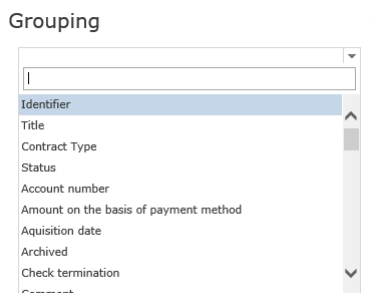 Grouping
Identifier
Title
Contract Type
Status
Account number
Amount on the basis of payment method
Aquisition date
Archived
Check termination
Comment